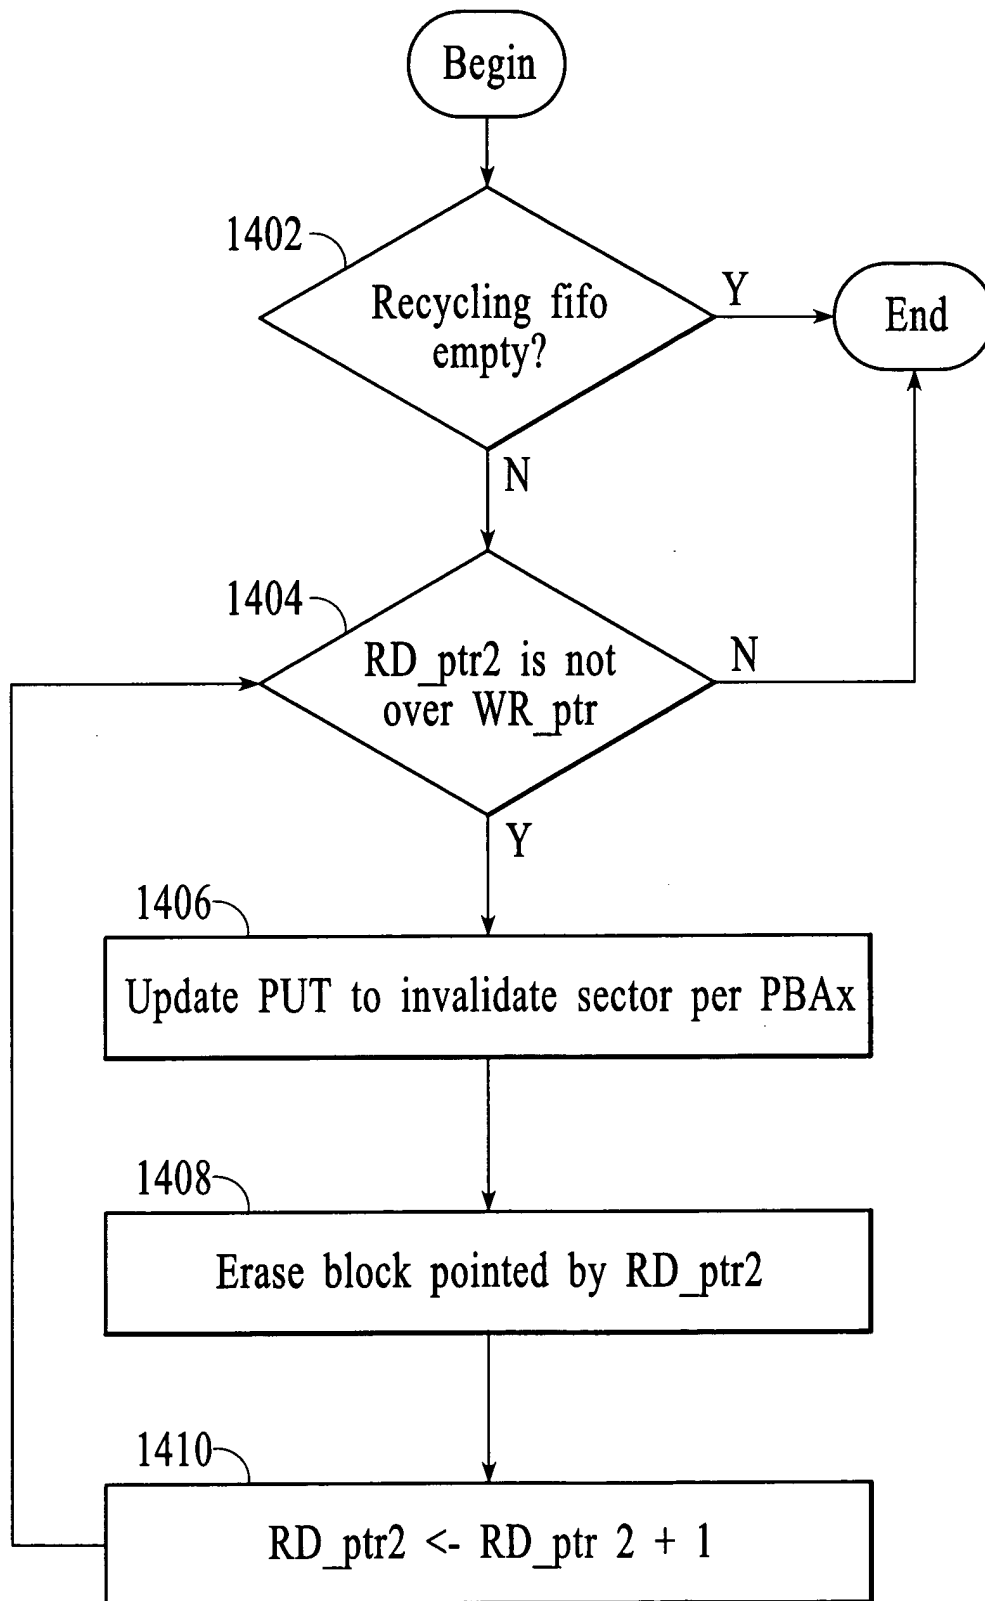 Begin
1402
Recycling fifo
empty?
Y
End
N
1404
RD_ptr2 is not
over WR_ptr
N
Y
1406
Update PUT to invalidate sector per PBAx
1408
Erase block pointed by RD_ptr2
1410
RD_ptr2 <- RD_ptr 2 + 1